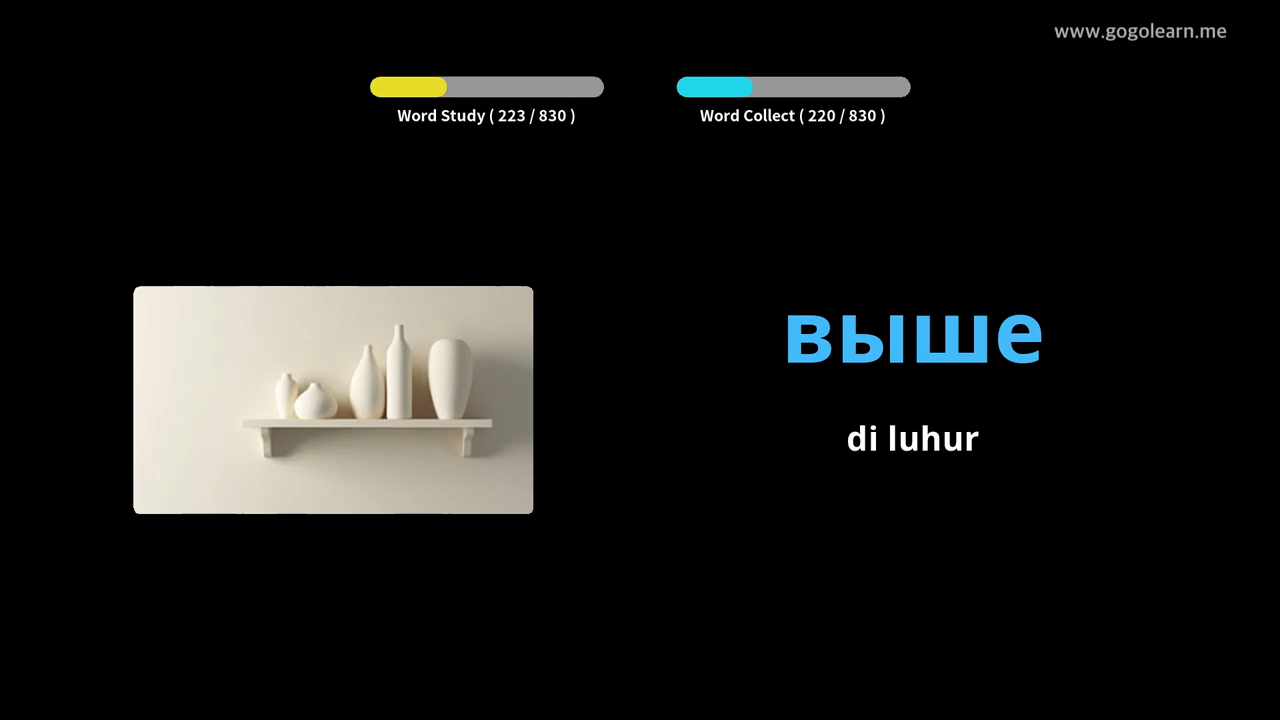 www.gogolearn.me
Word Study ( 223 / 830 )
Word Collect ( 220 / 830 )
выше
di luhur